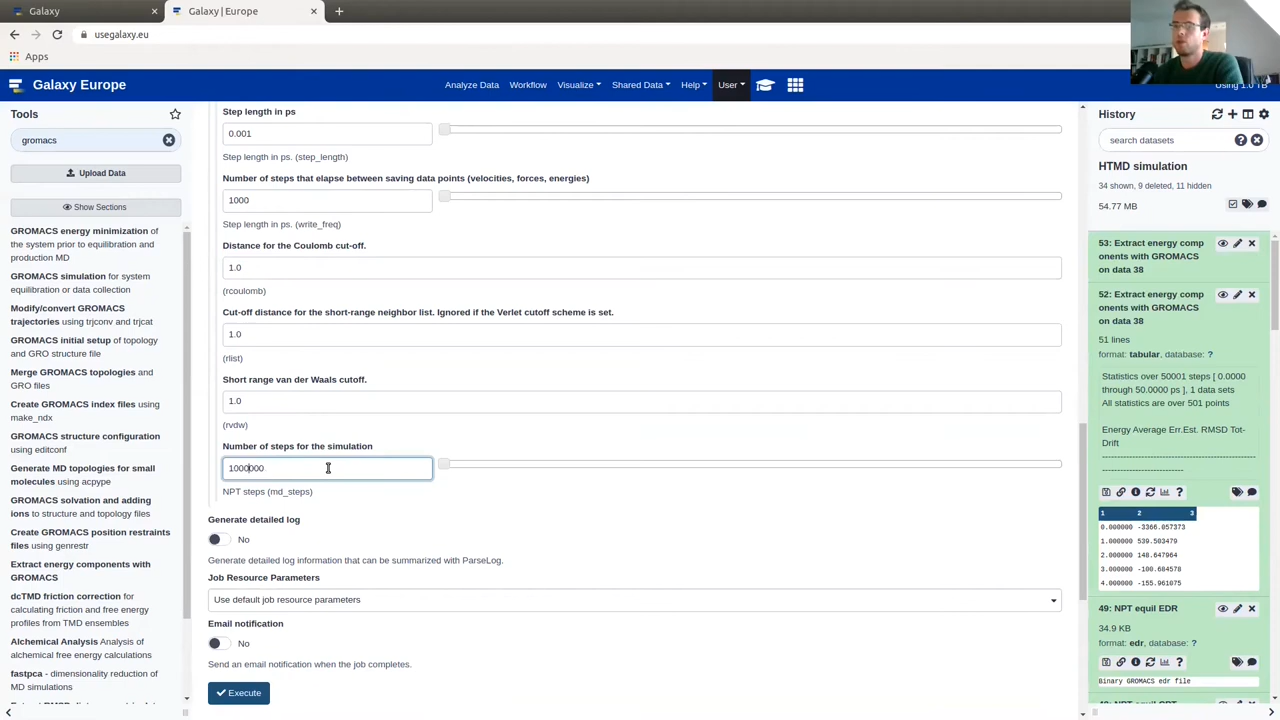 Galaxy
Galaxy | Europe
usegalaxy.eu
Apps
Galaxy Europe
Analyze Data
Workflow
Visualize
Shared Data
Help
User
Using 1.0 TB
Tools
gromacs
Upload Data
Show Sections
GROMACS energy minimization of
the system prior to equilibration and
production MD
GROMACS simulation for system
equilibration or data collection
Modify/convert GROMACS
trajectories using trjconv and trjcat
GROMACS initial setup of topology
and GRO structure file
Merge GROMACS topologies and
GRO files
Create GROMACS index files using
make_ndx
GROMACS structure configuration
using editconf
Generate MD topologies for small
molecules using acpype
GROMACS solvation and adding
ions to structure and topology files
Create GROMACS position restraints
files using genrestr
Extract energy components with
GROMACS
dcTMD friction correction for
calculating friction and free energy
profiles from TMD ensembles
Alchemical Analysis Analysis of
alchemical free energy calculations
fastpca - dimensionality reduction of
MD simulations
Step length in ps
0.001
Step length in ps. (step_length)
Number of steps that elapse between saving data points (velocities, forces, energies)
1000
Step length in ps. (write_freq)
Distance for the Coulomb cut-off.
1.0
(rcoulomb)
Cut-off distance for the short-range neighbor list. Ignored if the Verlet cutoff scheme is set.
1.0
(rlist)
Short range van der Waals cutoff.
1.0
(rvdw)
Number of steps for the simulation
1000000
NPT steps (md_steps)
Generate detailed log
No
Generate detailed log information that can be summarized with ParseLog.
Job Resource Parameters
Use default job resource parameters
Email notification
No
Send an email notification when the job completes.
Execute
History
search datasets
HTMD simulation
34 shown, 9 deleted, 11 hidden
54.77 MB
53: Extract energy comp
onents with GROMACS
on data 38
52: Extract energy comp
onents with GROMACS
on data 38
51 lines
format: tabular, database: ?
Statistics over 50001 steps [ 0.0000
through 50.0000 ps ], 1 data sets
All statistics are over 501 points
Energy Average Err.Est. RMSD Tot-
Drift
-------------------------------------------------
------------------------
1 2 3
0.000000 -3366.057373
1.000000 539.503479
2.000000 148.647964
3.000000 -100.684578
4.000000 -155.961075
49: NPT equil EDR
34.9 KB
format: edr, database: ?
Binary GROMACS edr file